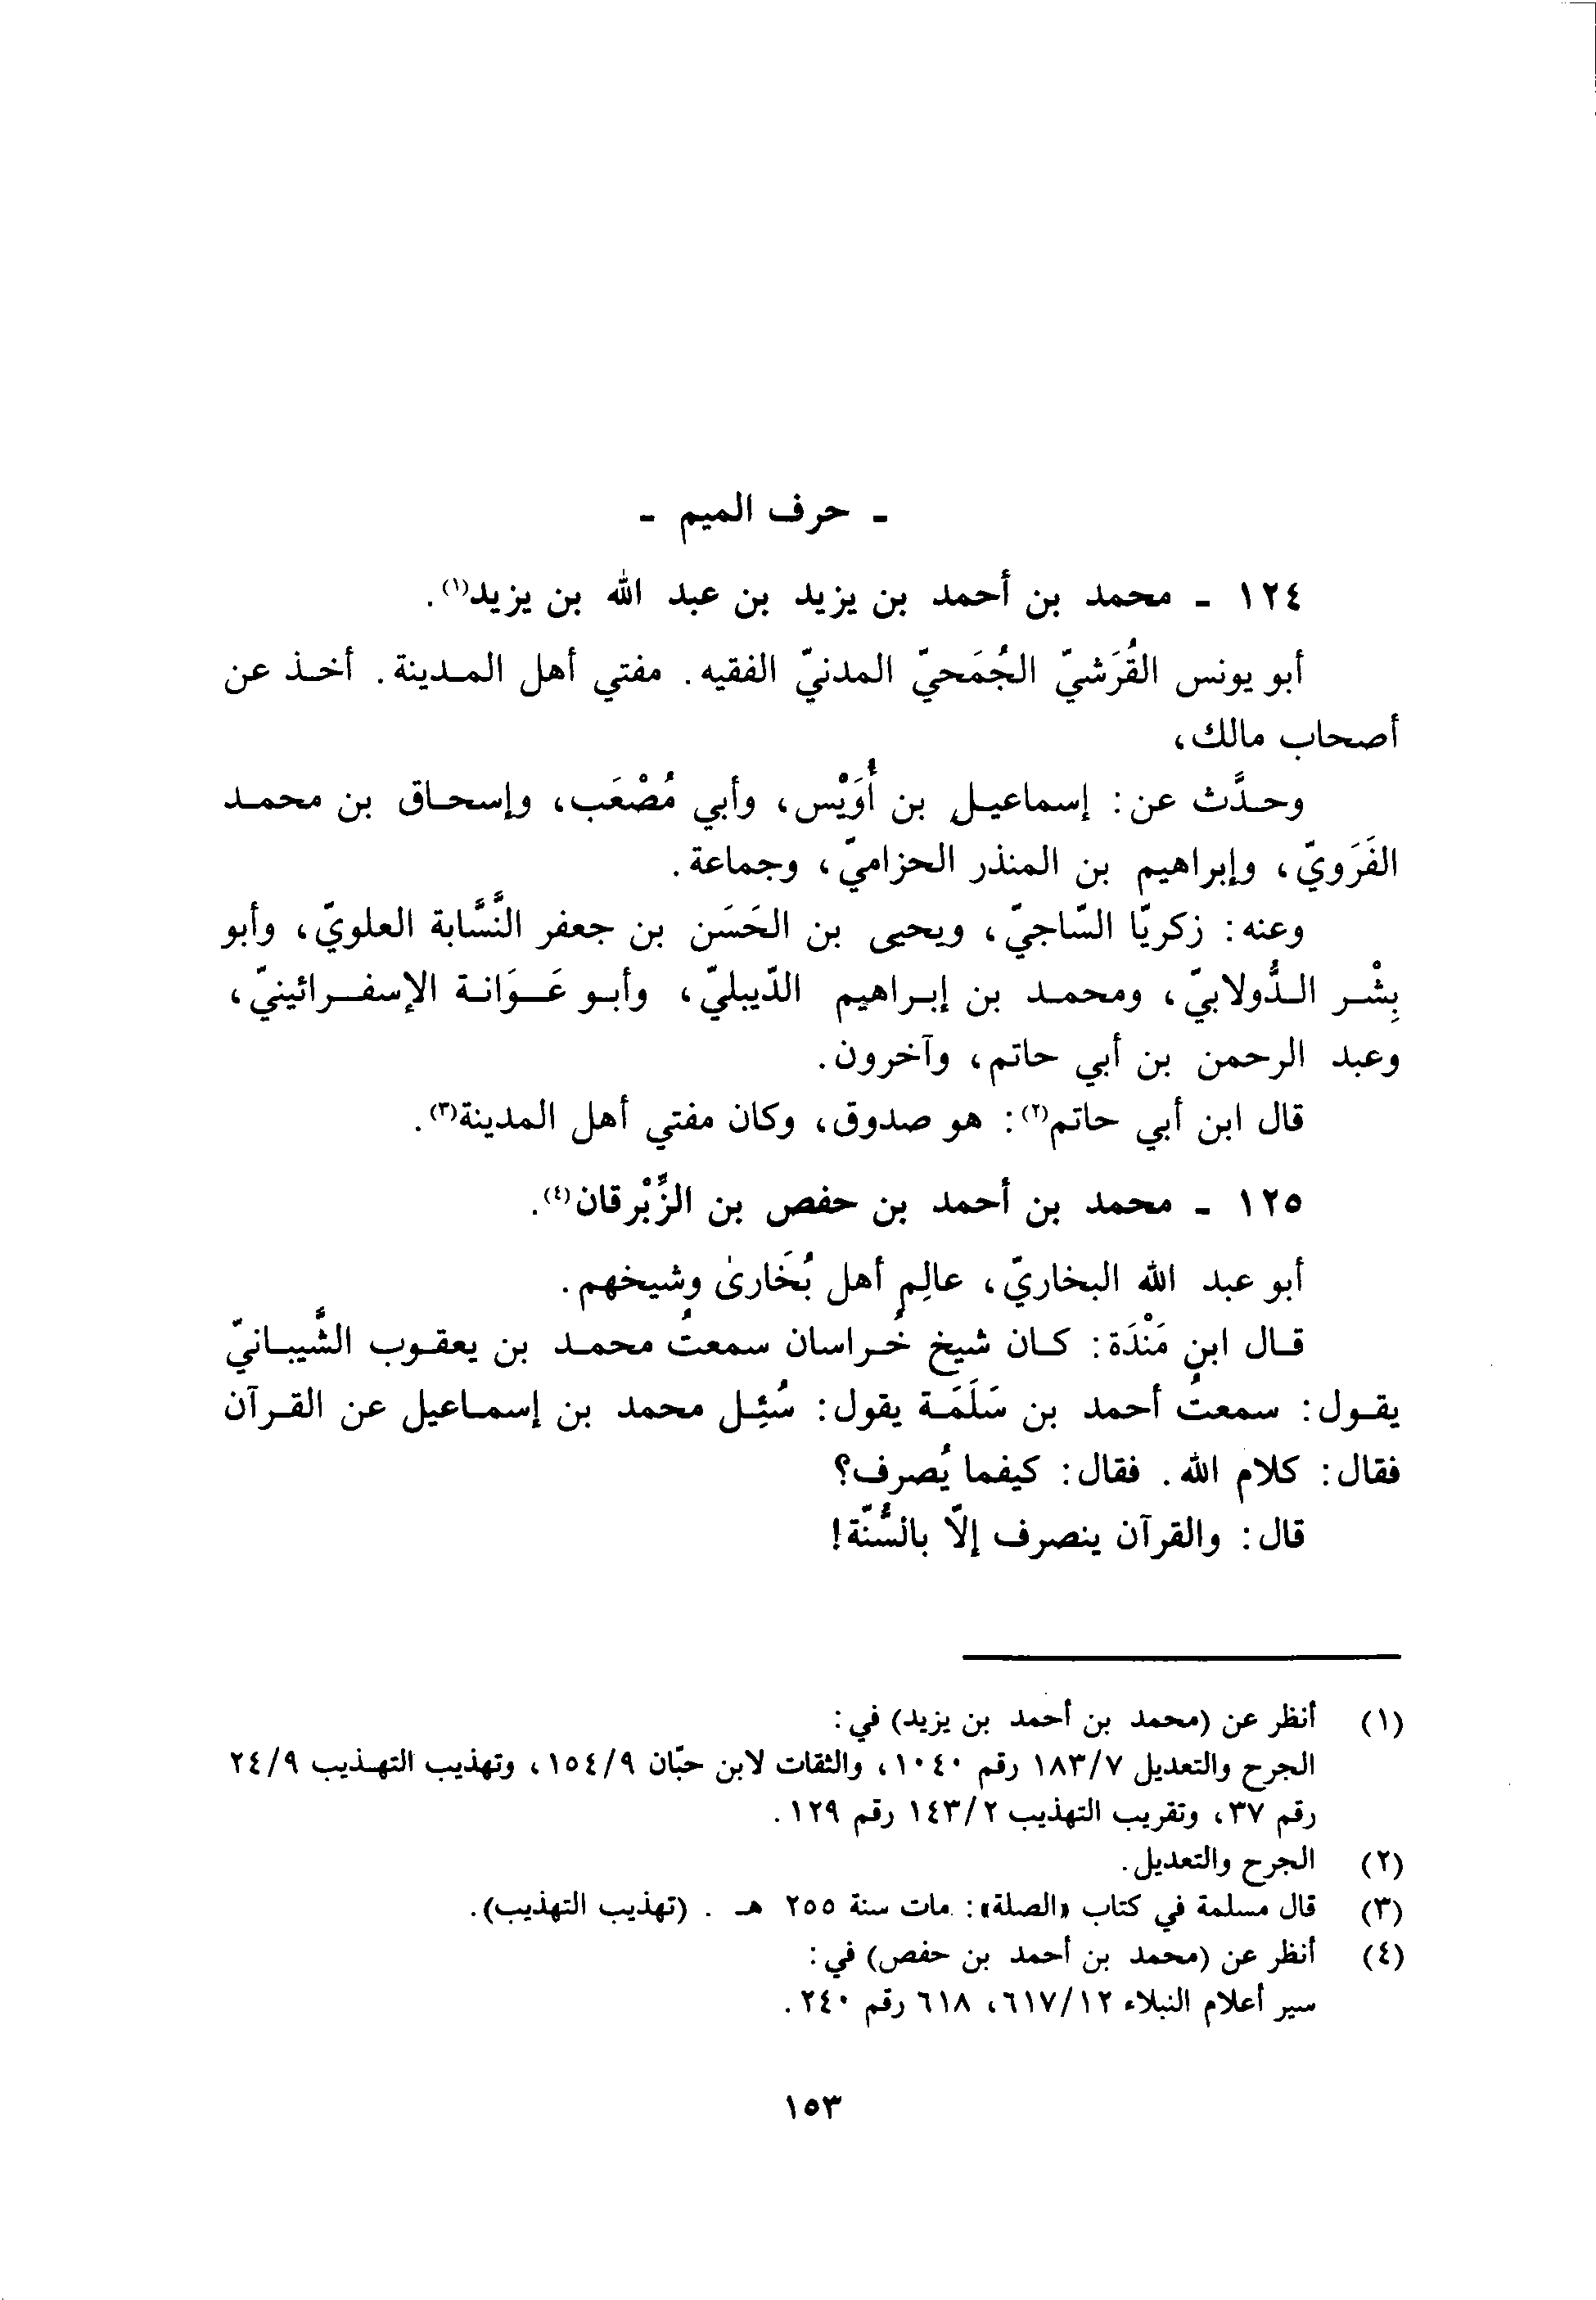 - حرف الميم -
١٢٤ - محمد بن أحمد بن يزيد بن عبد الله بن يزيد(١).
أبو يونس القُرَشيّ الجُمَحيّ المدنيّ الفقيه. مفتي أهل المدينة. أخذ عن
أصحاب مالك،
وحدَّث عن: إسماعيل بن أُوَيْس، وأبي مُصْعَب، وإسحاق بن محمد
الفَرَويّ، وإبراهيم بن المنذر الحزاميّ، وجماعة.
وعنه: زكريّا السّاجيّ، ويحيى بن الحَسَن بن جعفر النَّسَّابة العلويّ، وأبو
بِشْر الدُّولابيّ، ومحمد بن إبراهيم الدّيبليّ، وأبو عَوَانة الإسفرائينيّ،
وعبد الرحمن بن أبي حاتم، وآخرون.
قال ابن أبي حاتم(٢): هو صدوق، وكان مفتي أهل المدينة(٣).
١٢٥ - محمد بن أحمد بن حفص بن الزِّبْرقان(٤).
أبو عبد الله البخاريّ، عالِم أهل بُخَارىٰ وشيخهم.
قال ابن مَنْدَة: كان شيخ خُراسان سمعتُ محمد بن يعقوب الشَّيبانيّ
يقول: سمعتُ أحمد بن سَلَمَة يقول: سُئِل محمد بن إسماعيل عن القرآن
فقال: كلام الله. فقال: كيفما يُصرف؟
قال: والقرآن ينصرف إلّا بالسُّنّة!
(١) أنظر عن (محمد بن أحمد بن يزيد) في:
الجرح والتعديل ١٨٣/٧ رقم ١٠٤٠، والثقات لابن حبّان ١٥٤/٩، وتهذيب التهذيب ٢٤/٩
رقم ٣٧، وتقريب التهذيب ١٤٣/٢ رقم ١٢٩.
(٢) الجرح والتعديل.
(٣) قال مسلمة في كتاب «الصلة»: مات سنة ٢٥٥ هـ . (تهذيب التهذيب).
(٤) أنظر عن (محمد بن أحمد بن حفص) في:
سير أعلام النبلاء ٦١٧/١٢، ٦١٨ رقم ٢٤٠.
١٥٣